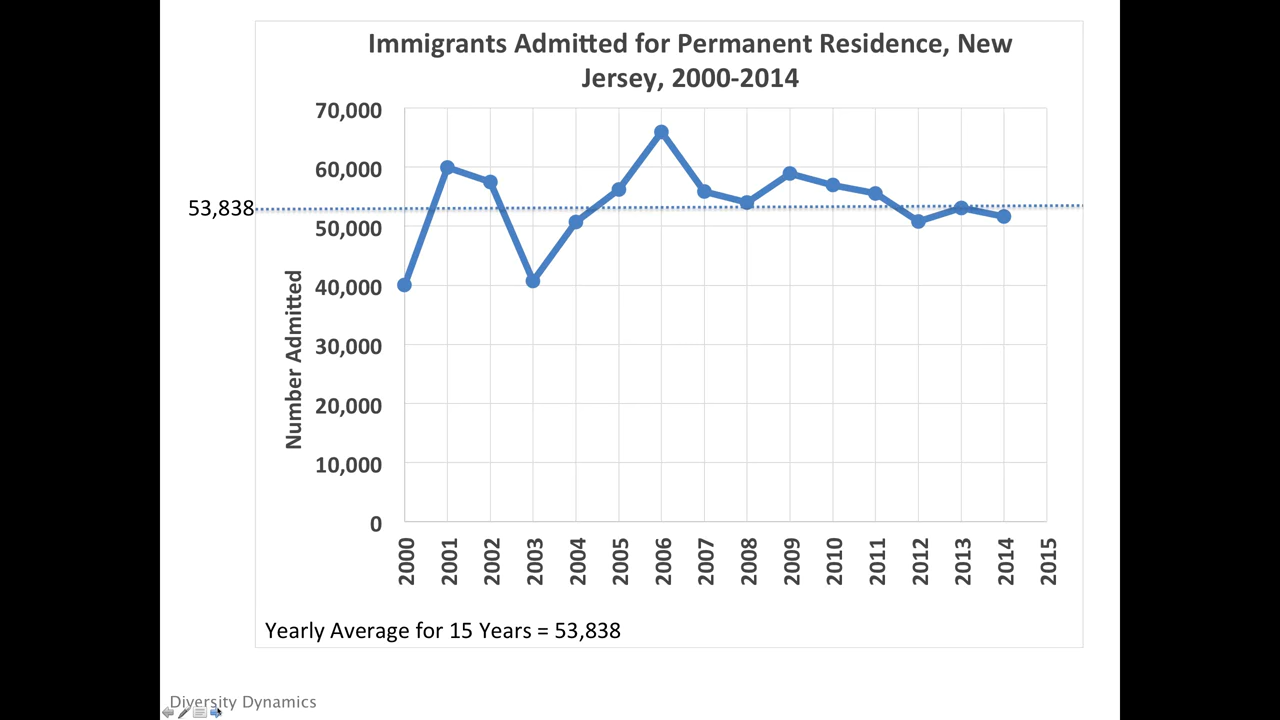 Immigrants Admitted for Permanent Residence, New
Jersey, 2000-2014
70,000
60,000
53,838
50,000
40,000
30,000
20,000
10,000
0
Number Admitted
2000 2001 2002 2003 2004 2005 2006 2007 2008 2009 2010 2011 2012 2013 2014 2015
Yearly Average for 15 Years = 53,838
Diversity Dynamics